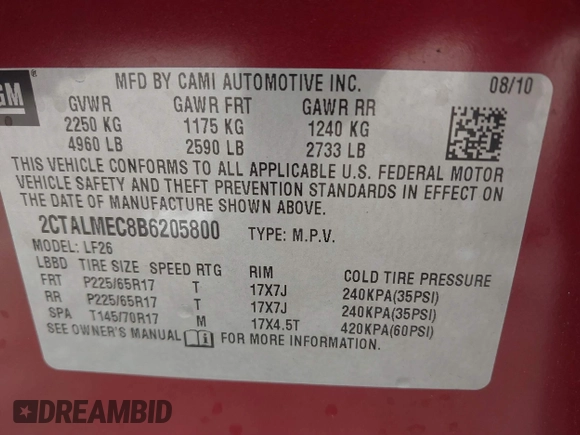 GM
MFD BY CAMI AUTOMOTIVE INC. 08/10
GVWR GAWR FRT GAWR RR
2250 KG 1175 KG 1240 KG
4960 LB 2590 LB 2733 LB
THIS VEHICLE CONFORMS TO ALL APPLICABLE U.S. FEDERAL MOTOR
VEHICLE SAFETY AND THEFT PREVENTION STANDARDS IN EFFECT ON
THE DATE OF MANUFACTURE SHOWN ABOVE.
2CTALMEC8B6205800 TYPE: M.P.V.
MODEL: LF26
LBBD TIRE SIZE SPEED RTG RIM COLD TIRE PRESSURE
FRT P225/65R17 T 17X7J 240KPA(35PSI)
RR P225/65R17 T 17X7J 240KPA(35PSI)
SPA T145/70R17 M 17X4.5T 420KPA(60PSI)
SEE OWNER'S MANUAL FOR MORE INFORMATION.
DREAMBID